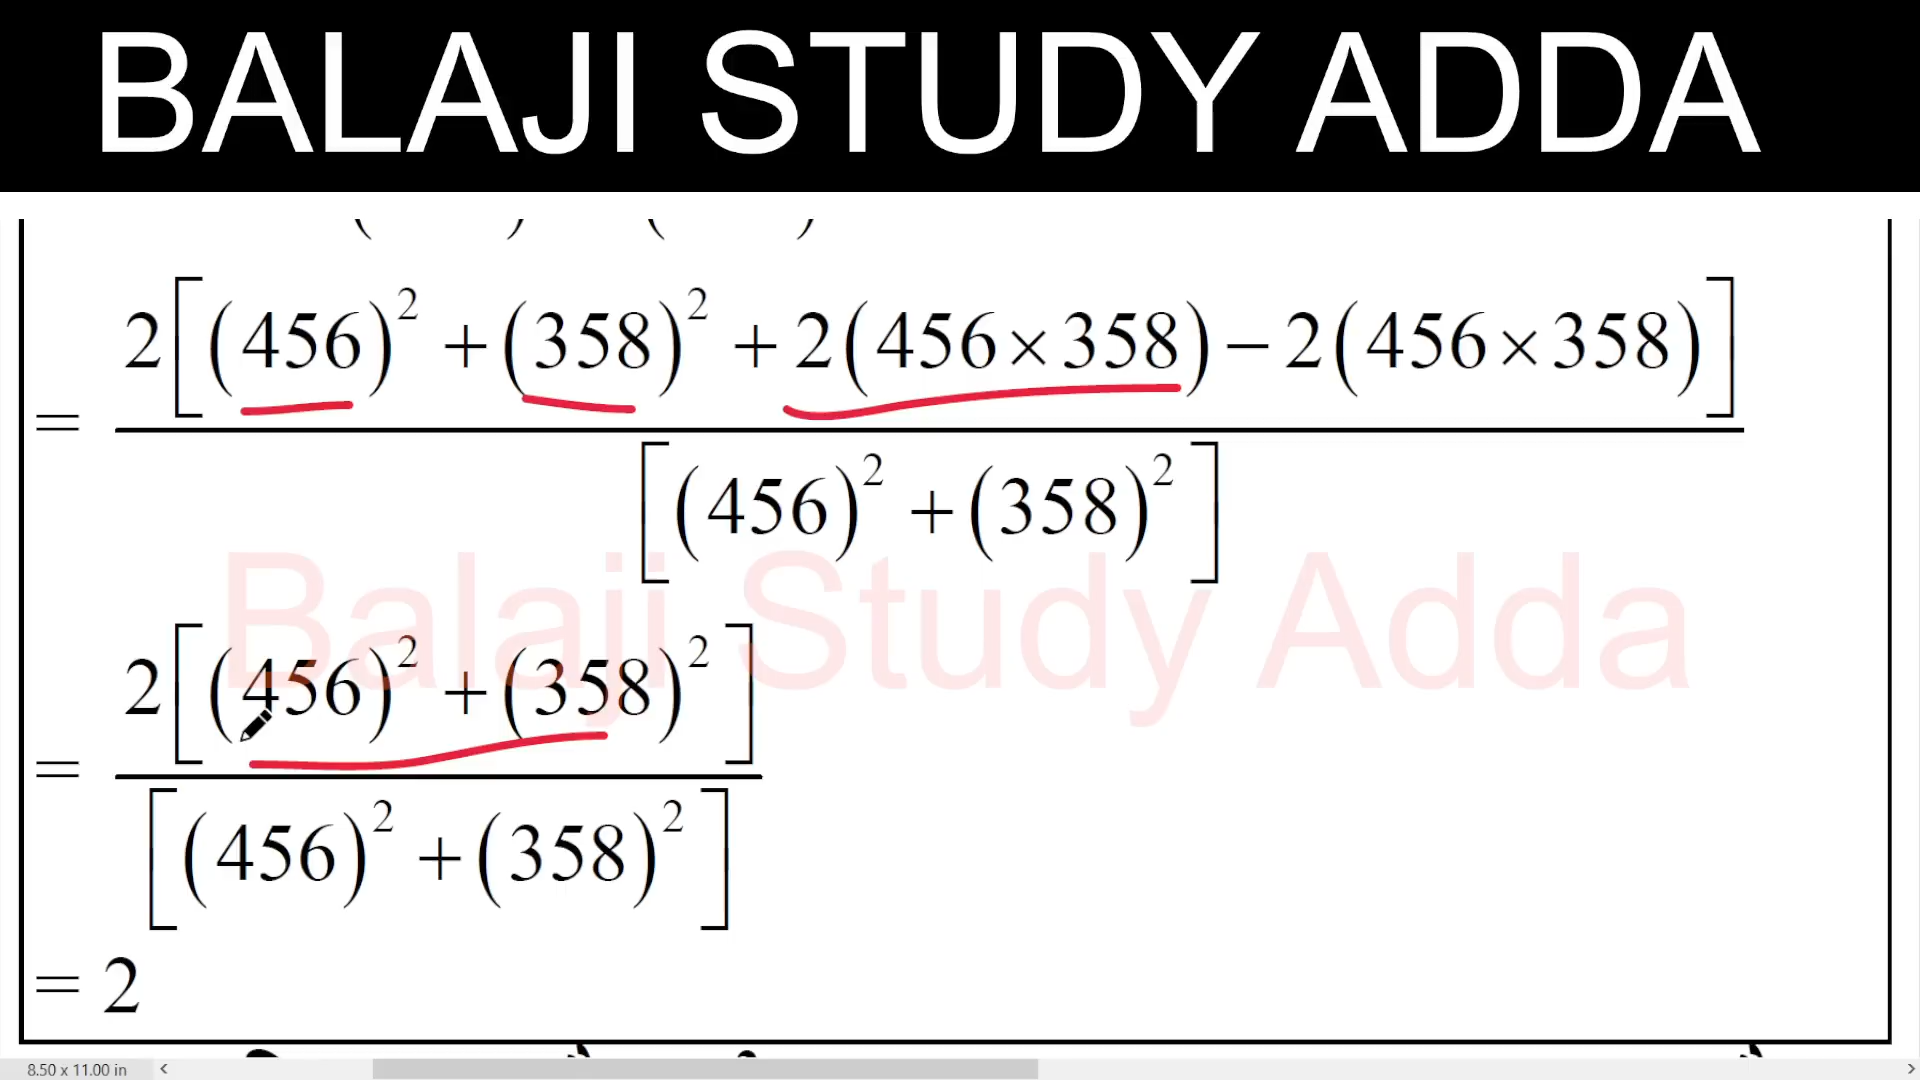 BALAJI STUDY ADDA
= 2[(456)² + (358)² + 2(456×358) − 2(456×358)] / [(456)² + (358)²]
Balaji Study Adda
= 2[(456)² + (358)²] / [(456)² + (358)²]
= 2
8.50 x 11.00 in